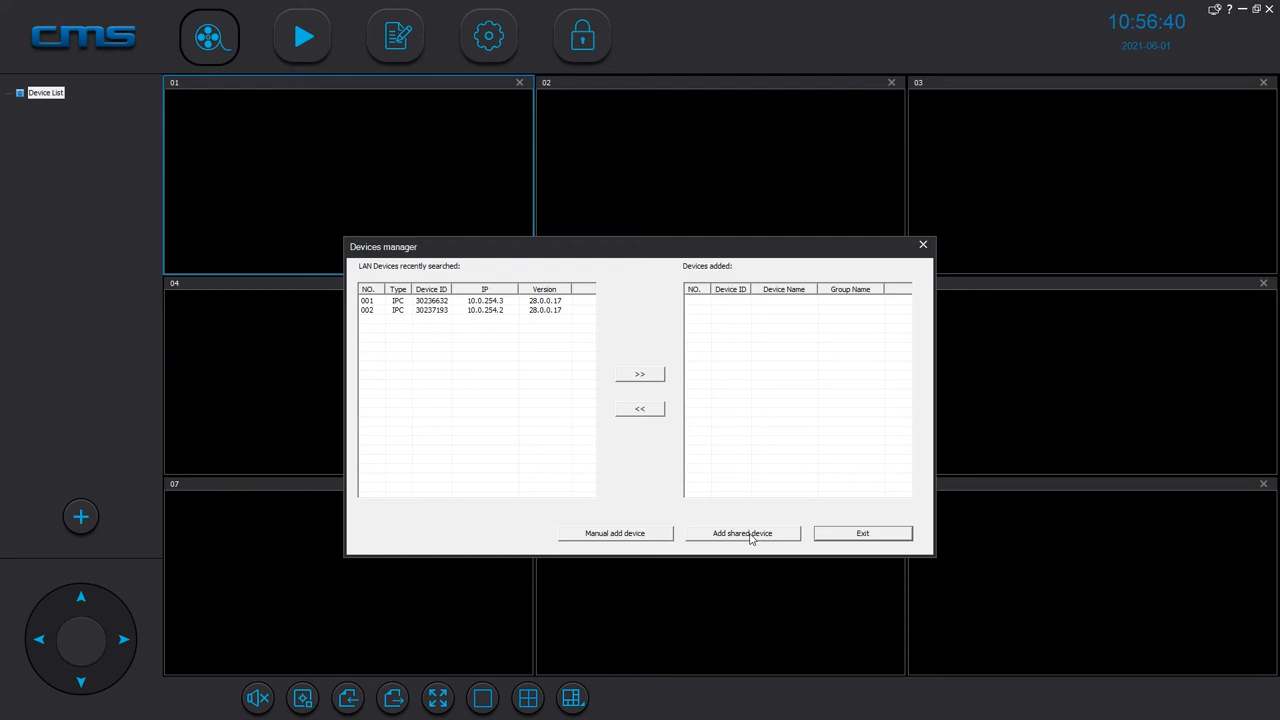 cms
?
10:56:40
2021-06-01
Device List
01
02
03
Devices manager
LAN Devices recently searched:
Devices added:
NO. Type Device ID IP Version
001 IPC 30236632 10.0.254.3 28.0.0.17
002 IPC 30237193 10.0.254.2 28.0.0.17
NO. Device ID Device Name Group Name
>>
<<
Manual add device
Add shared device
Exit
04
07